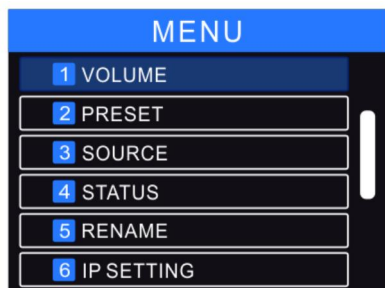 MENU
1 VOLUME
2 PRESET
3 SOURCE
4 STATUS
5 RENAME
6 IP SETTING